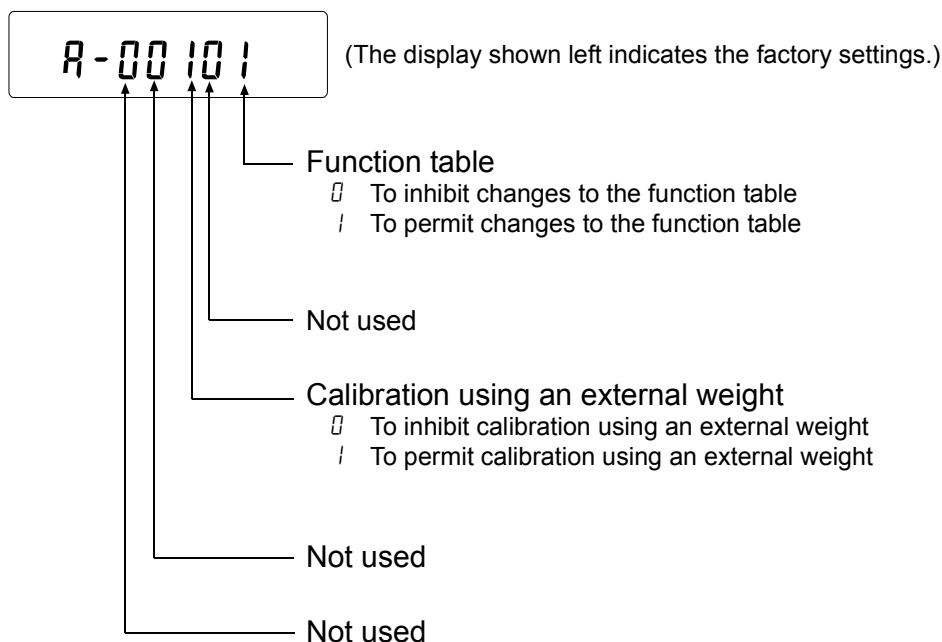 A-00101
(The display shown left indicates the factory settings.)
Function table
0 To inhibit changes to the function table
1 To permit changes to the function table
Not used
Calibration using an external weight
0 To inhibit calibration using an external weight
1 To permit calibration using an external weight
Not used
Not used